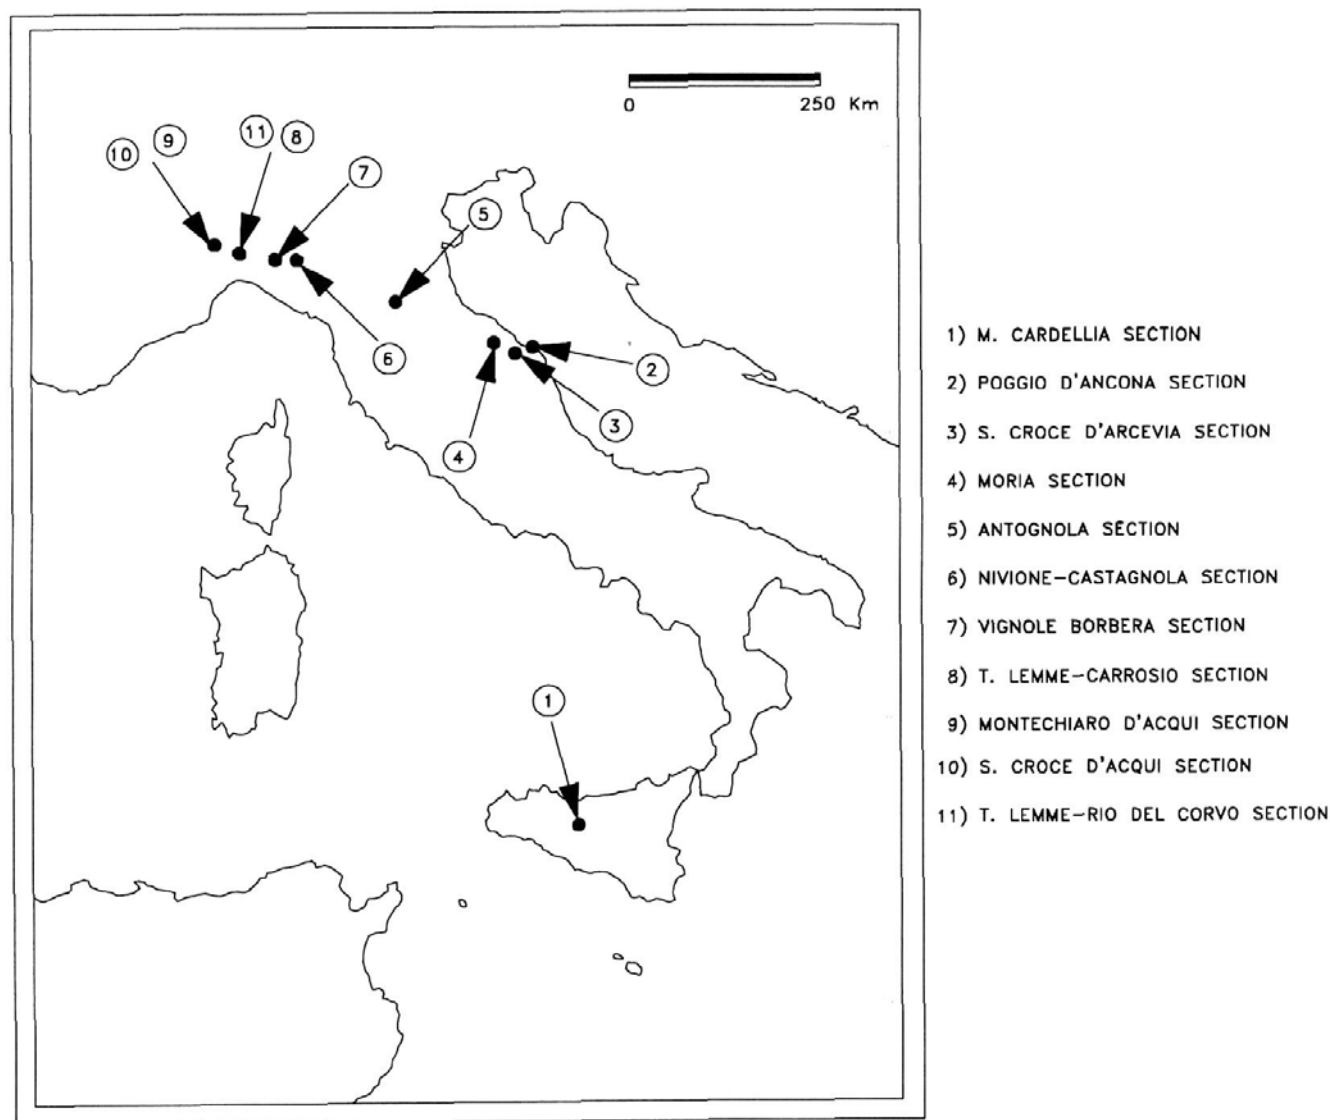 0 250 Km
11 8
10 9
7
5
6
2
3
4
1
1) M. CARDELLIA SECTION
2) POGGIO D'ANCONA SECTION
3) S. CROCE D'ARCEVIA SECTION
4) MORIA SECTION
5) ANTOGNOLA SECTION
6) NIVIONE-CASTAGNOLA SECTION
7) VIGNOLE BORBERA SECTION
8) T. LEMME-CARROSIO SECTION
9) MONTECHIARO D'ACQUI SECTION
10) S. CROCE D'ACQUI SECTION
11) T. LEMME-RIO DEL CORVO SECTION